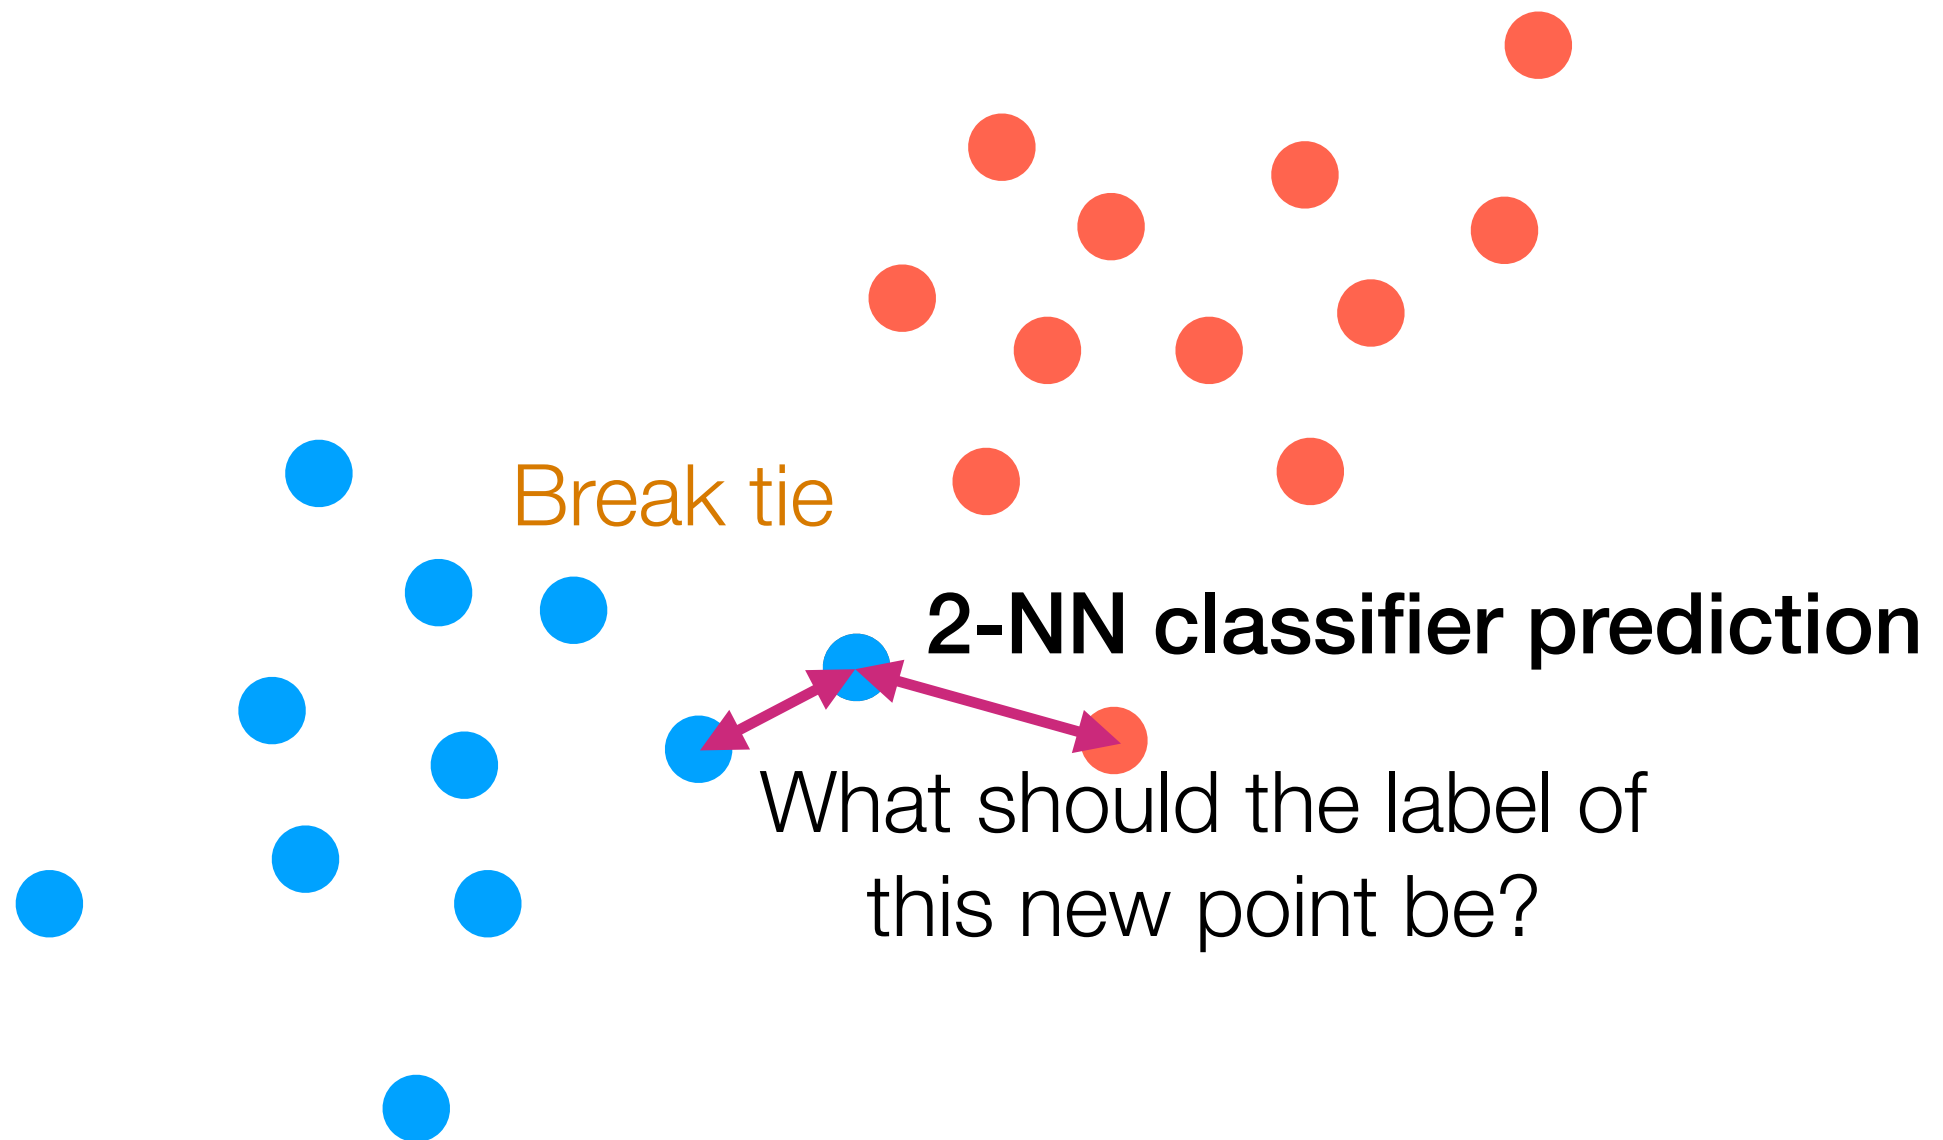 Break tie
2-NN classifier prediction
What should the label of
this new point be?